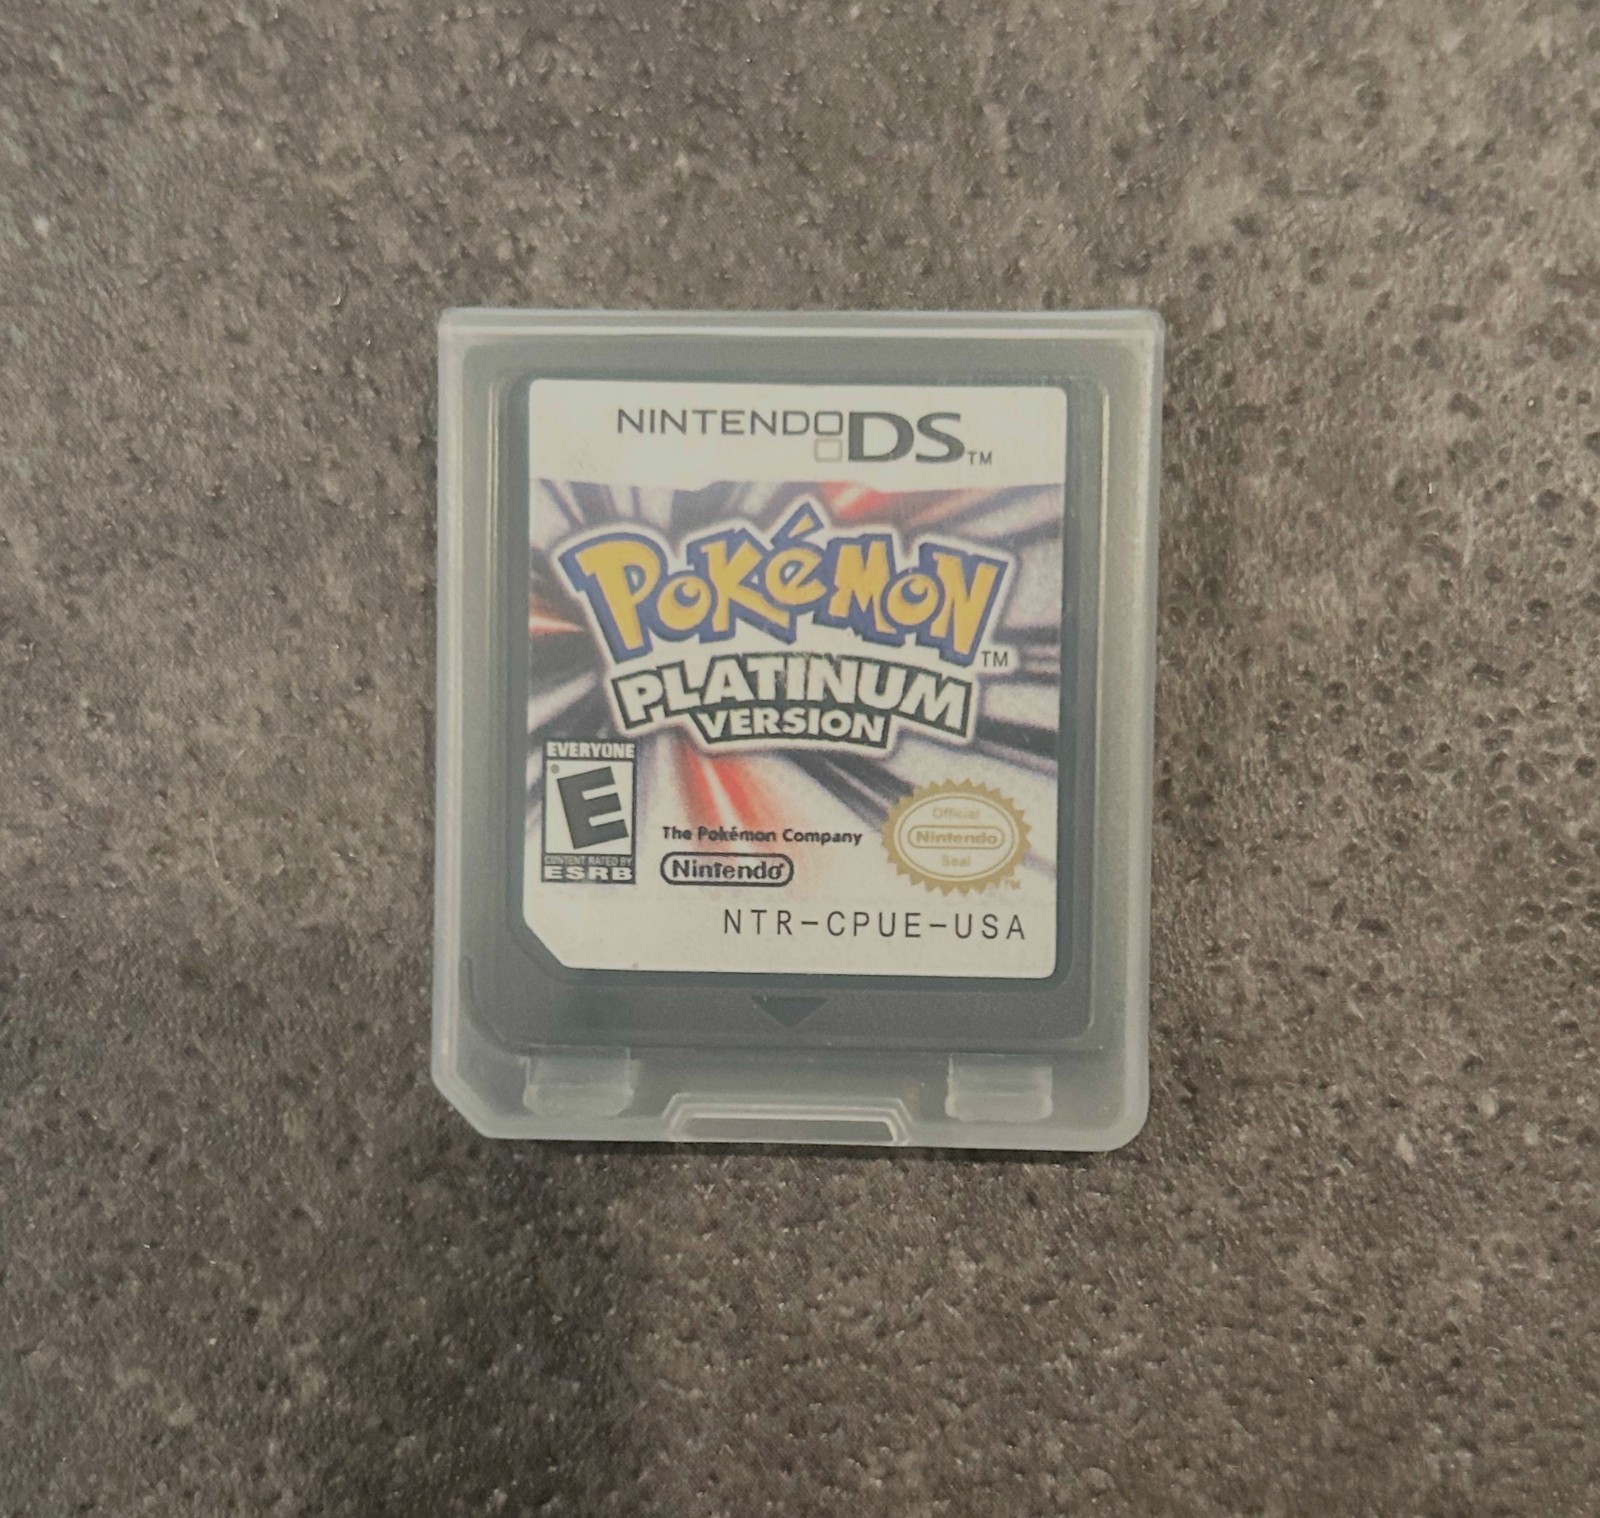 NINTENDO DS™
POKéMON™
PLATINUM
VERSION
EVERYONE
E
CONTENT RATED BY
ESRB
The Pokémon Company
Nintendo®
Official
Nintendo
Seal
™
NTR-CPUE-USA